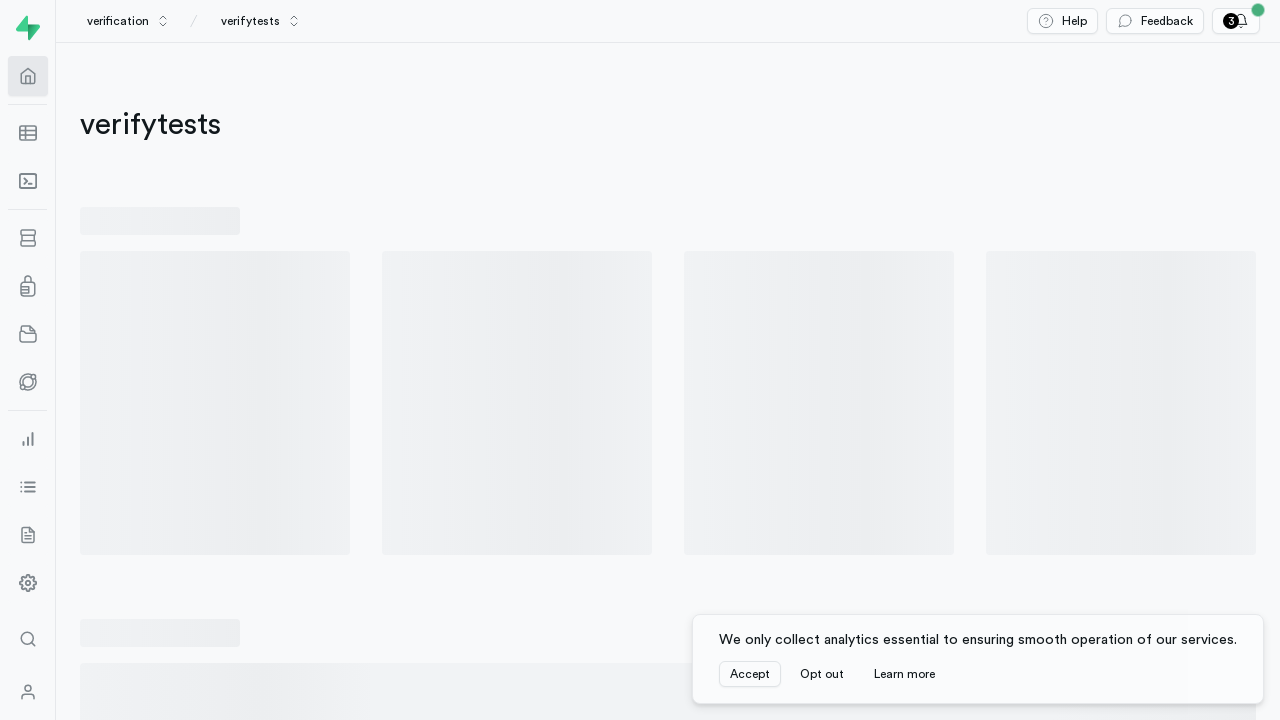 verification / verifytests
Help
Feedback
3
verifytests
We only collect analytics essential to ensuring smooth operation of our services.
Accept
Opt out
Learn more